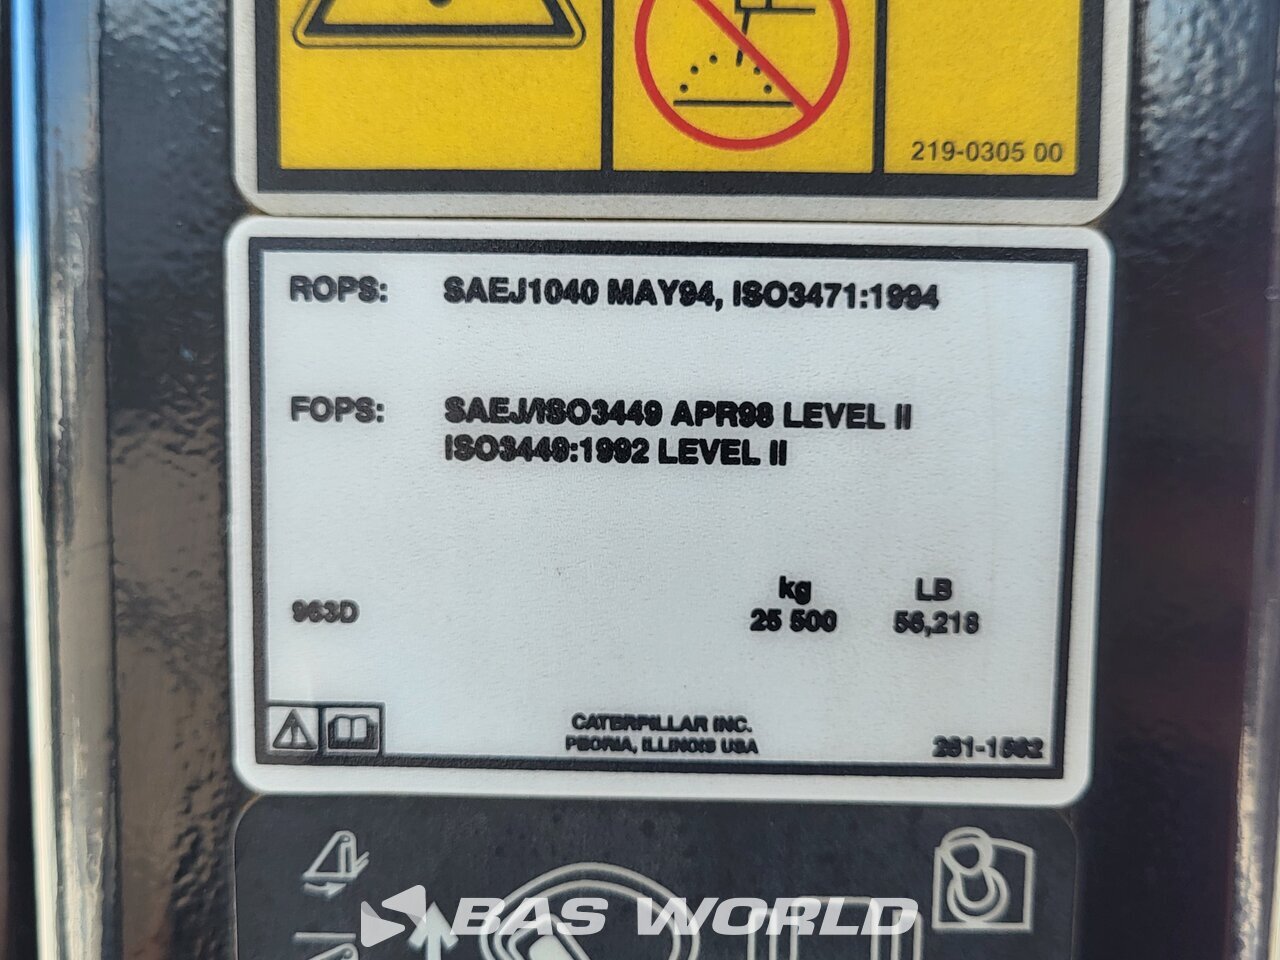 219-0305 00
ROPS: SAEJ1040 MAY94, ISO3471:1994
FOPS: SAEJ/ISO3449 APR98 LEVEL II
ISO3449:1992 LEVEL II
kg LB
963D 25 500 56,218
CATERPILLAR INC.
PEORIA, ILLINOIS USA
BAS WORLD